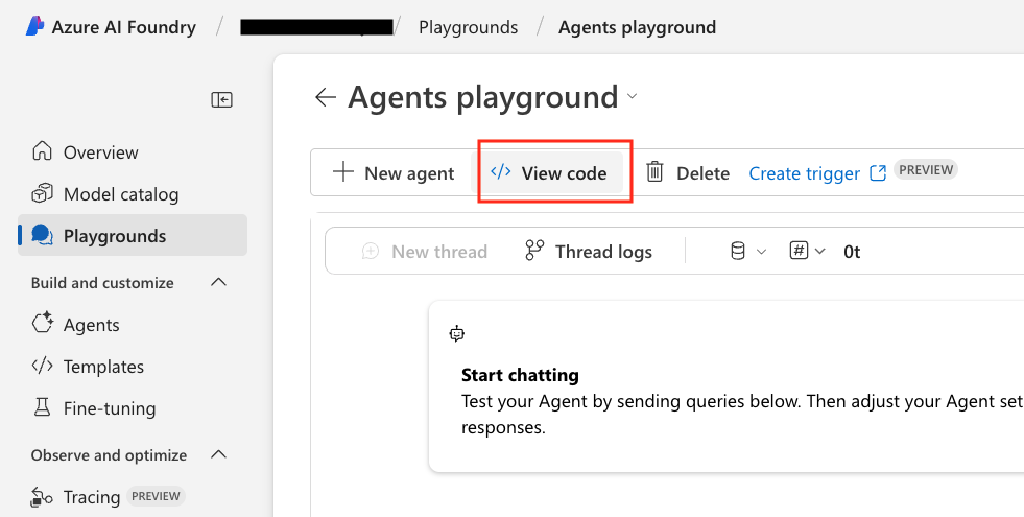 Azure AI Foundry / / Playgrounds / Agents playground
Agents playground
Overview
Model catalog
Playgrounds
Build and customize
Agents
Templates
Fine-tuning
Observe and optimize
Tracing PREVIEW
New agent </> View code Delete Create trigger PREVIEW
New thread Thread logs # 0t
Start chatting
Test your Agent by sending queries below. Then adjust your Agent set
responses.